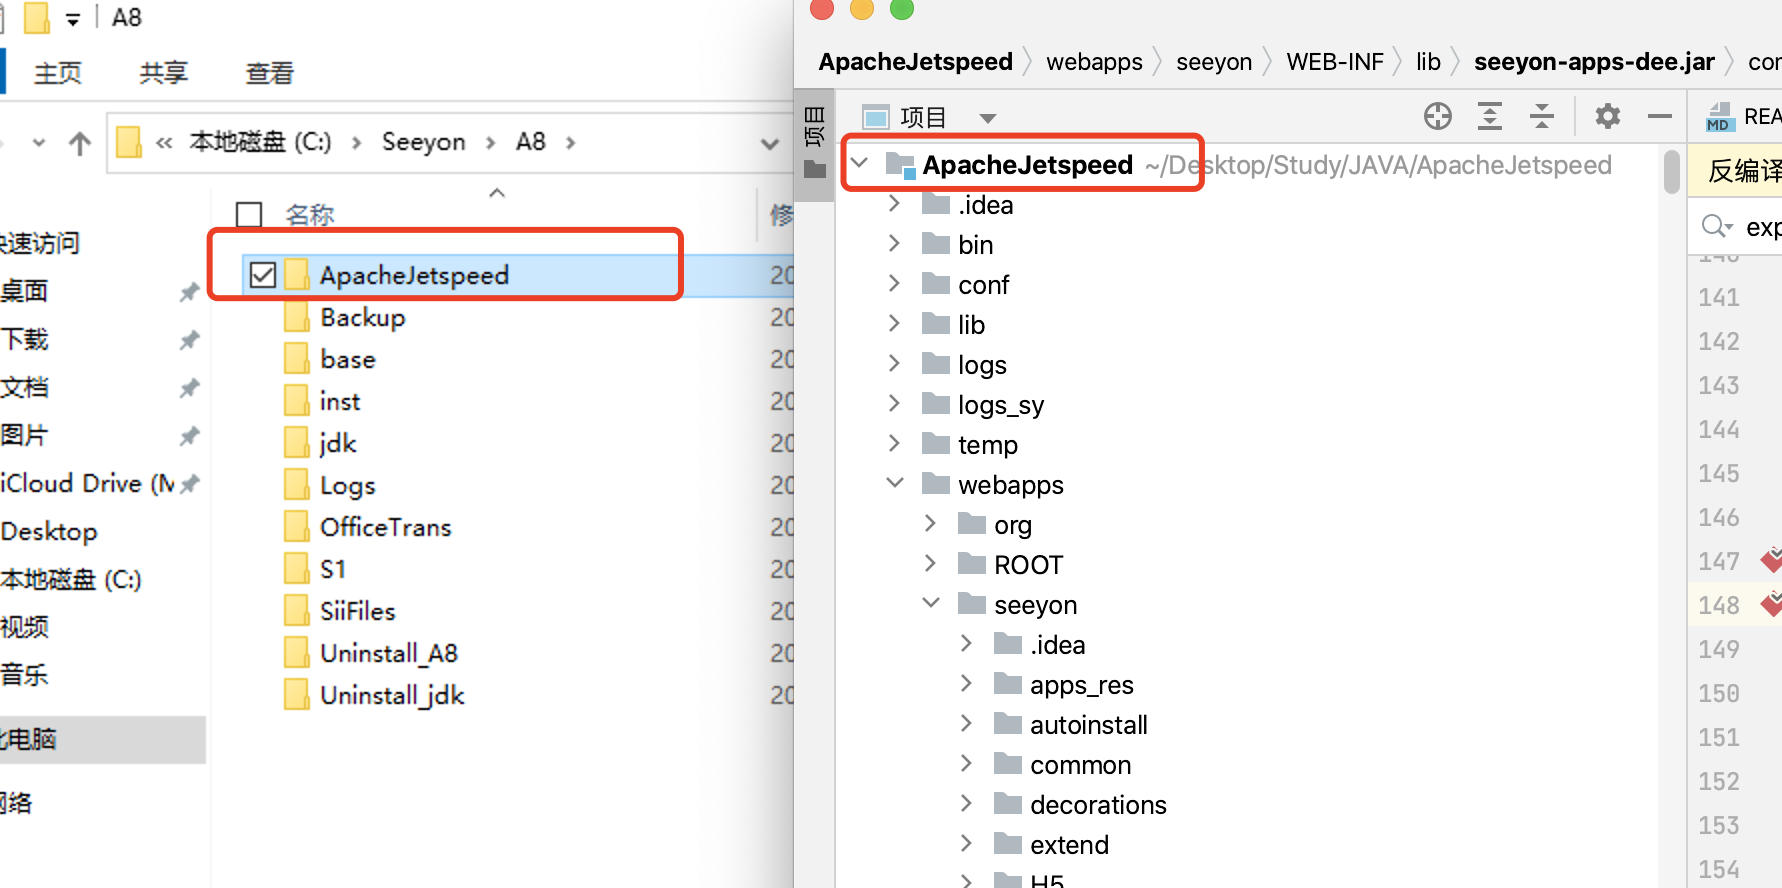 A8
主页 共享 查看
« 本地磁盘 (C:) › Seeyon › A8 ›
名称 修
快速访问
桌面
下载
文档
图片
iCloud Drive (M
Desktop
本地磁盘 (C:)
视频
音乐
此电脑
网络
ApacheJetspeed 20
Backup 20
base 20
inst 20
jdk 20
Logs 20
OfficeTrans 20
S1 20
SiiFiles 20
Uninstall_A8 20
Uninstall_jdk 20
ApacheJetspeed webapps seeyon WEB-INF lib seeyon-apps-dee.jar
项目
项目
ApacheJetspeed ~/Desktop/Study/JAVA/ApacheJetspeed
.idea
bin
conf
lib
logs
logs_sy
temp
webapps
org
ROOT
seeyon
.idea
apps_res
autoinstall
common
decorations
extend
H5
MD REA
反编译
exp
140
141
142
143
144
145
146
147
148
149
150
151
152
153
154